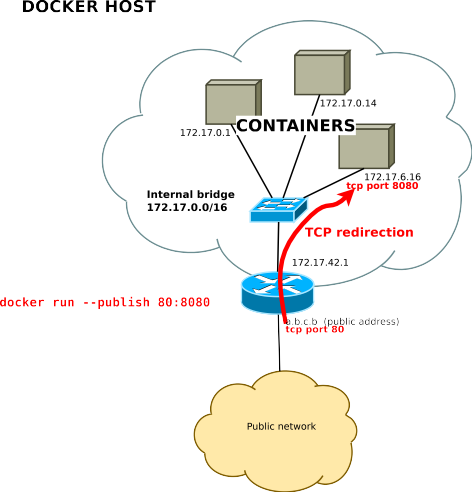 DOCKER HOST
172.17.0.14
172.17.0.1
CONTAINERS
172.17.6.16
tcp port 8080
Internal bridge
172.17.0.0/16
TCP redirection
172.17.42.1
docker run --publish 80:8080
a.b.c.b (public address)
tcp port 80
Public network